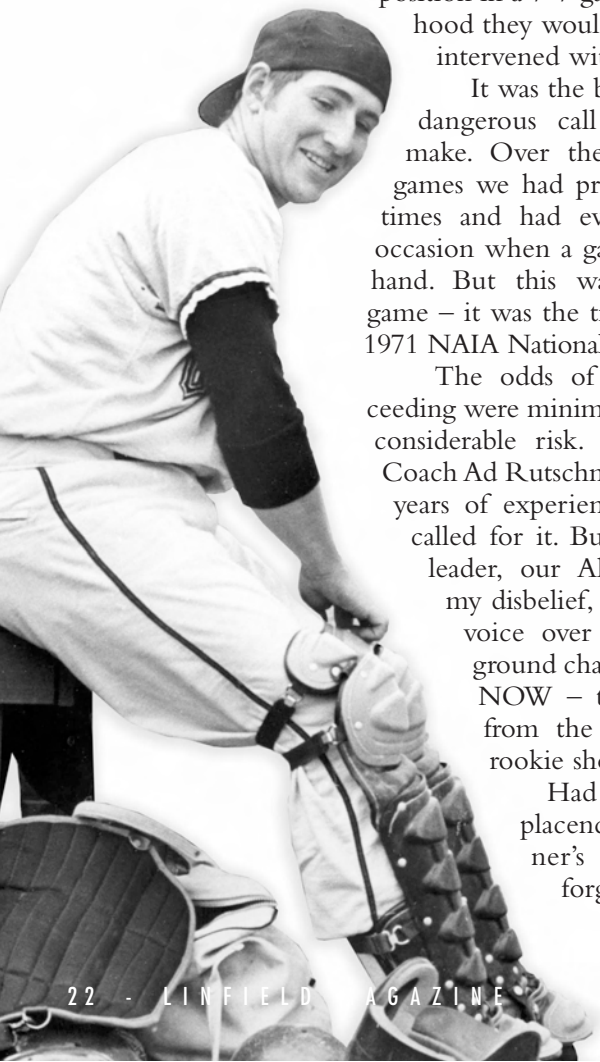 hood they woul
intervened wi
It was the b
dangerous call
make. Over the
games we had pr
times and had ev
occasion when a ga
hand. But this wa
game – it was the t
1971 NAIA National
The odds of
ceeding were minim
considerable risk.
Coach Ad Rutschn
years of experien
called for it. Bu
leader, our Al
my disbelief,
voice over
ground cha
NOW – t
from the
rookie sho
Had
placenc
ner's
forg
22 - LINFIELD AGAZINE